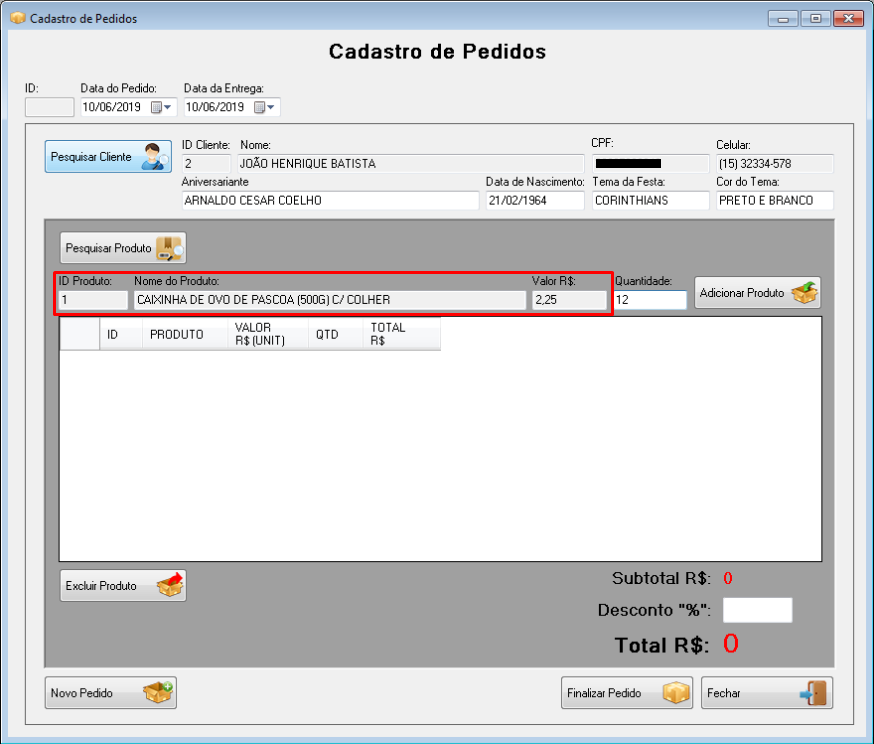 Cadastro de Pedidos
Cadastro de Pedidos
ID: Data do Pedido: Data da Entrega:
10/06/2019 10/06/2019
Pesquisar Cliente
ID Cliente: Nome: CPF: Celular:
2 JOÃO HENRIQUE BATISTA (15) 32334-578
Aniversariante Data de Nascimento: Tema da Festa: Cor do Tema:
ARNALDO CESAR COELHO 21/02/1964 CORINTHIANS PRETO E BRANCO
Pesquisar Produto
ID Produto: Nome do Produto: Valor R$: Quantidade:
1 CAIXINHA DE OVO DE PASCOA (500G) C/ COLHER 2,25 12
Adicionar Produto
ID PRODUTO VALOR R$ (UNIT) QTD TOTAL R$
Excluir Produto
Subtotal R$: 0
Desconto "%":
Total R$: 0
Novo Pedido Finalizar Pedido Fechar